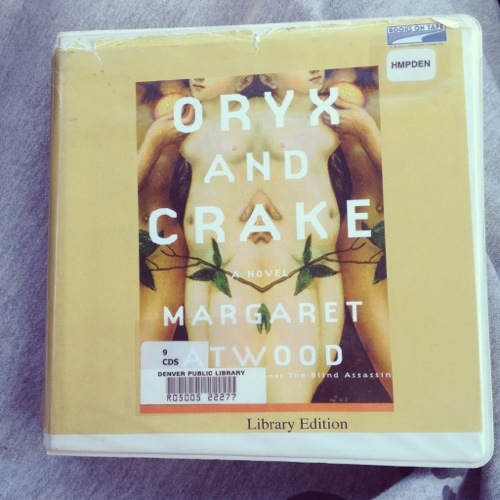 BOOKS ON TAPE
HMPDEN
ORYX
AND
CRAKE
A NOVEL
MARGARET
ATWOOD
The Blind Assassin
9
CDS
DENVER PUBLIC LIBRARY
R05005 22277
Library Edition